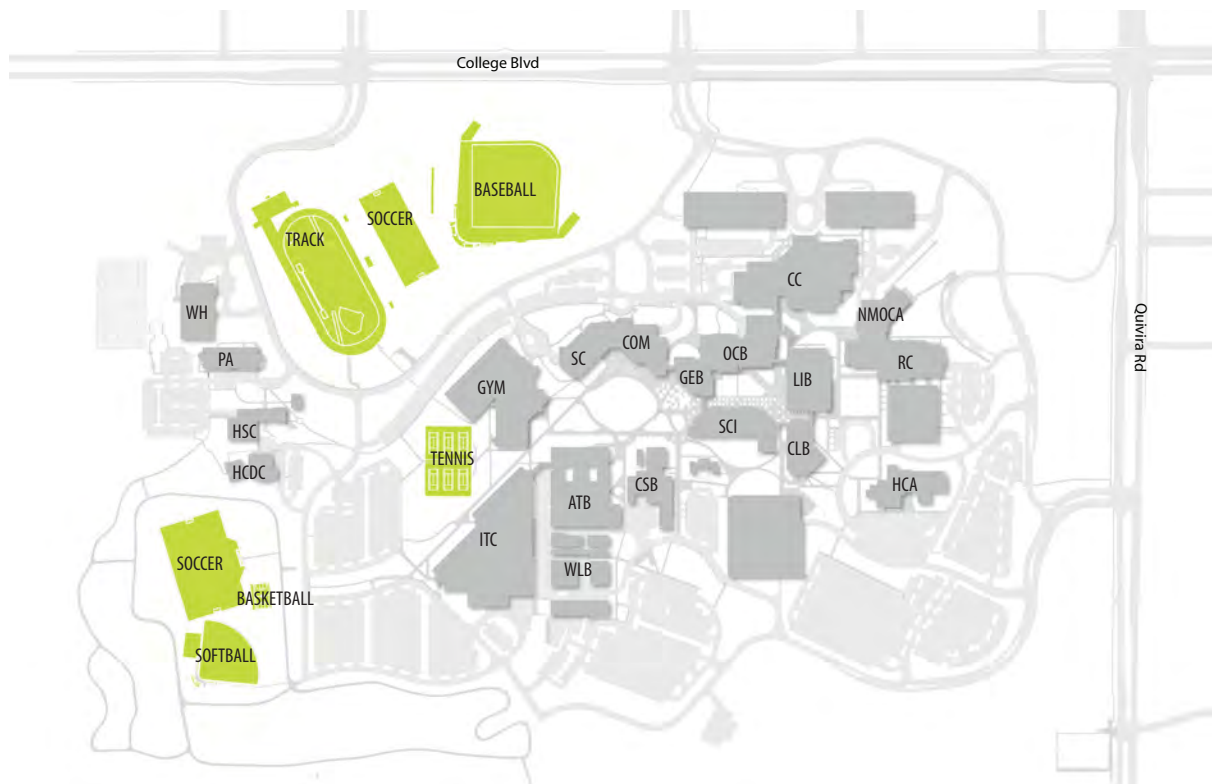 College Blvd
BASEBALL
SOCCER
TRACK
CC
WH
NMOCA
Quivira Rd
COM
SC
OCB
PA
RC
GEB
LIB
GYM
SCI
HSC
CLB
TENNIS
HCDC
CSB
HCA
ATB
ITC
SOCCER
WLB
BASKETBALL
SOFTBALL